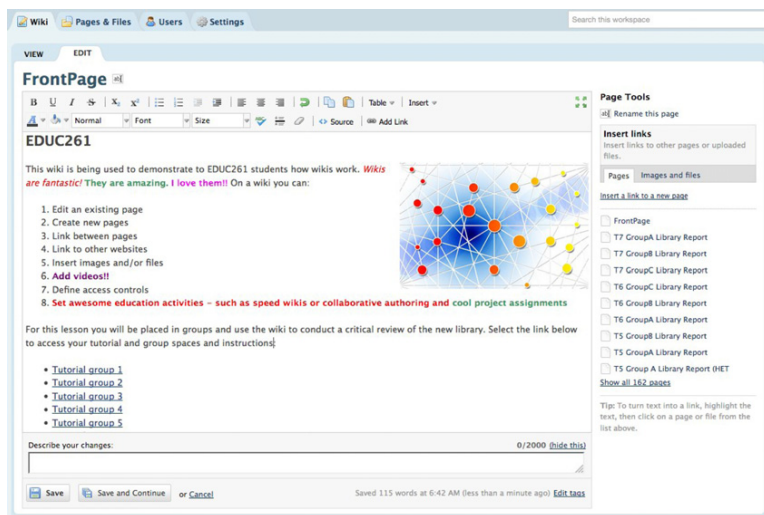 Wiki Pages & Files Users Settings
Search this workspace
VIEW EDIT
FrontPage
B U I S X₂ X² Table Insert
Normal Font Size Source Add Link
EDUC261
This wiki is being used to demonstrate to EDUC261 students how wikis work. Wikis
are fantastic! They are amazing. I love them!! On a wiki you can:
1. Edit an existing page
2. Create new pages
3. Link between pages
4. Link to other websites
5. Insert images and/or files
6. Add videos!!
7. Define access controls
8. Set awesome education activities – such as speed wikis or collaborative authoring and cool project assignments
For this lesson you will be placed in groups and use the wiki to conduct a critical review of the new library. Select the link below
to access your tutorial and group spaces and instructions
• Tutorial group 1
• Tutorial group 2
• Tutorial group 3
• Tutorial group 4
• Tutorial group 5
Describe your changes: 0/2000 (hide this)
Save Save and Continue or Cancel Saved 115 words at 6:42 AM (less than a minute ago) Edit tags
Page Tools
Rename this page
Insert links
Insert links to other pages or uploaded
files.
Pages Images and files
Insert a link to a new page
FrontPage
T7 GroupA Library Report
T7 GroupB Library Report
T7 GroupC Library Report
T6 GroupC Library Report
T6 GroupB Library Report
T6 GroupA Library Report
T5 GroupB Library Report
T5 GroupA Library Report
T5 Group A Library Report (HET
Show all 162 pages
Tip: To turn text into a link, highlight the
text, then click on a page or file from the
list above.